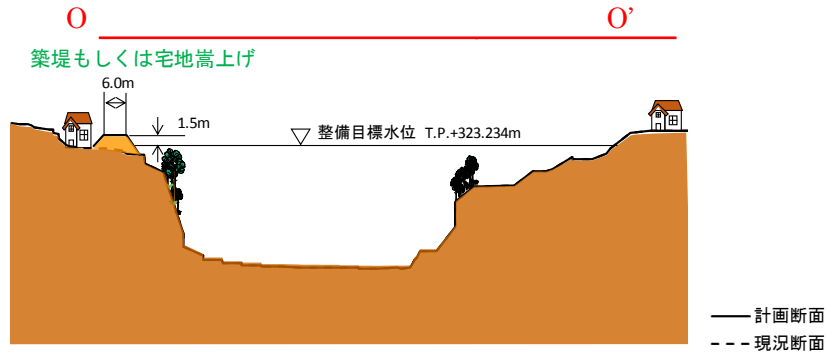 O O'
築堤もしくは宅地嵩上げ
6.0m
1.5m
整備目標水位 T.P.+323.234m
計画断面
現況断面